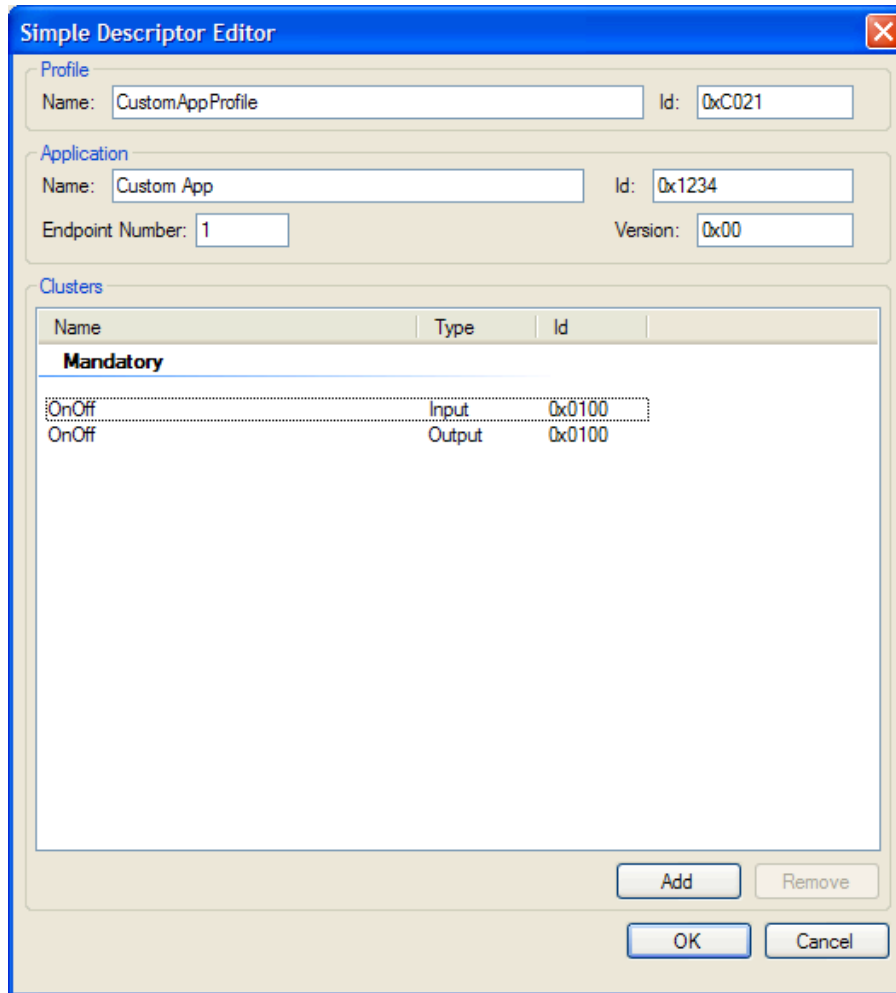 Simple Descriptor Editor
Profile
Name: CustomAppProfile Id: 0xC021
Application
Name: Custom App Id: 0x1234
Endpoint Number: 1 Version: 0x00
Clusters
Name Type Id
Mandatory
OnOff Input 0x0100
OnOff Output 0x0100
Add Remove
OK Cancel